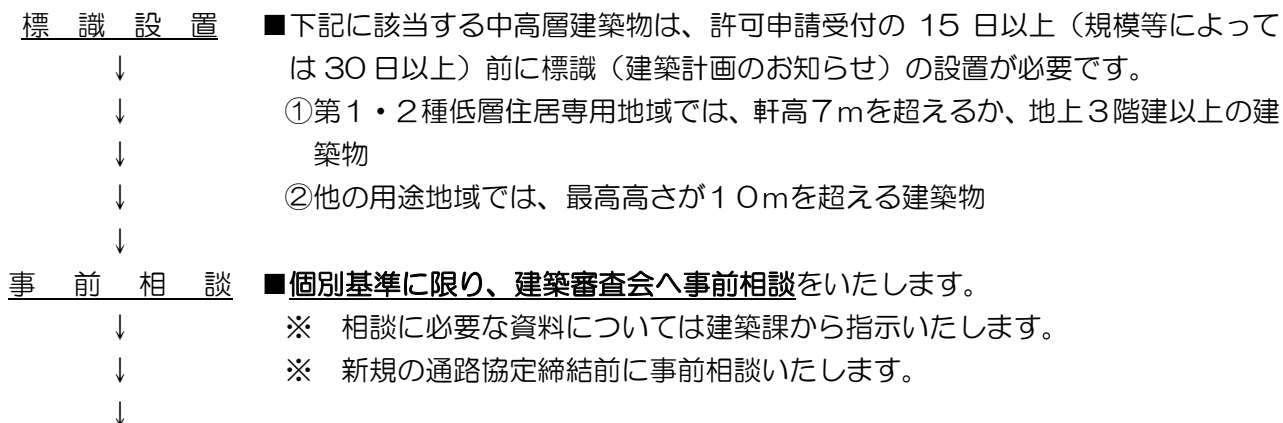 標識設置 ■下記に該当する中高層建築物は、許可申請受付の 15 日以上（規模等によって
↓ は 30 日以上）前に標識（建築計画のお知らせ）の設置が必要です。
↓ ①第１・２種低層住居専用地域では、軒高７ｍを超えるか、地上３階建以上の建
↓ 築物
↓ ②他の用途地域では、最高高さが１０ｍを超える建築物
↓
事前相談 ■個別基準に限り、建築審査会へ事前相談をいたします。
↓ ※　相談に必要な資料については建築課から指示いたします。
↓ ※　新規の通路協定締結前に事前相談いたします。
↓